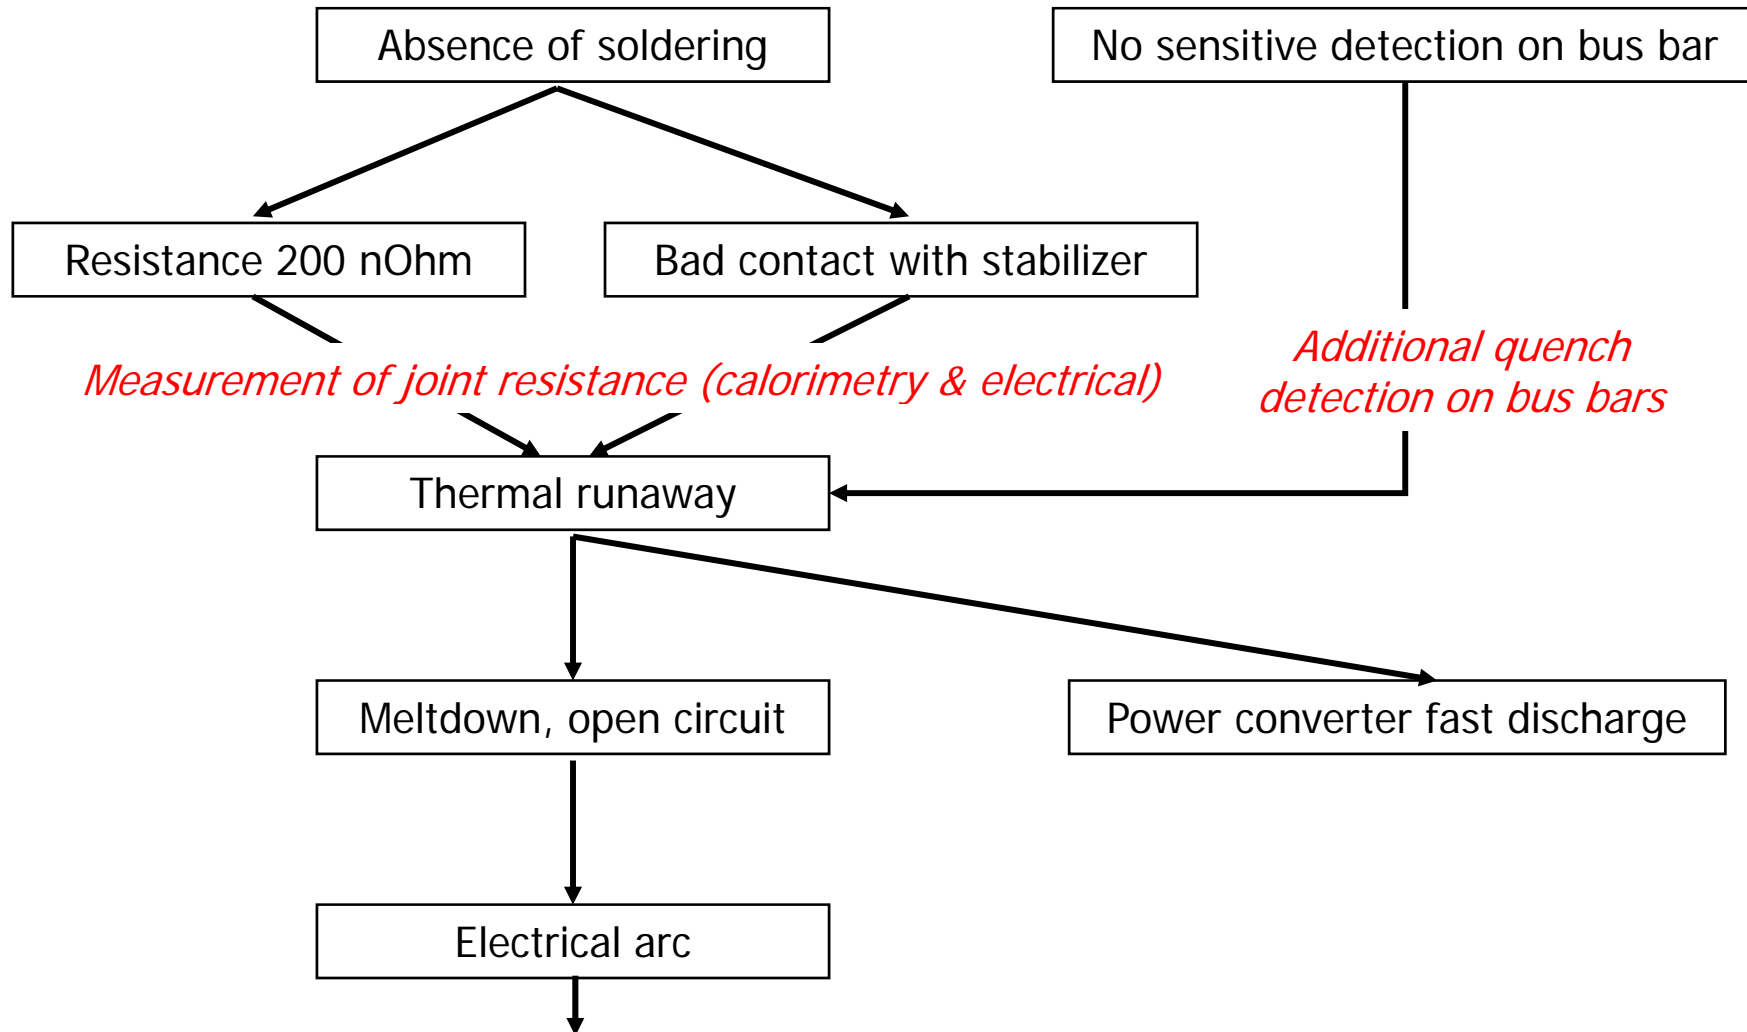 Absence of soldering
No sensitive detection on bus bar
Resistance 200 nOhm
Bad contact with stabilizer
Measurement of joint resistance (calorimetry & electrical)
Additional quench
detection on bus bars
Thermal runaway
Meltdown, open circuit
Power converter fast discharge
Electrical arc